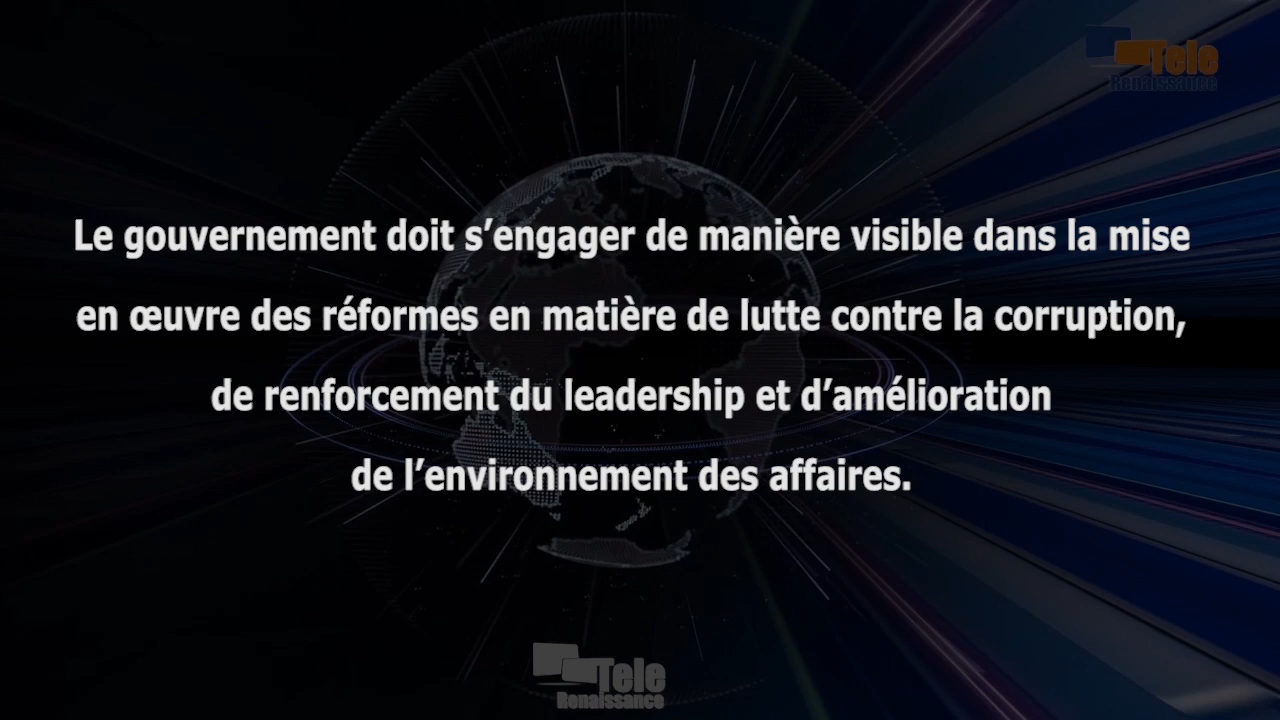 Tele
Renaissance
Le gouvernement doit s’engager de manière visible dans la mise
en œuvre des réformes en matière de lutte contre la corruption,
de renforcement du leadership et d’amélioration
de l’environnement des affaires.
Tele
Renaissance